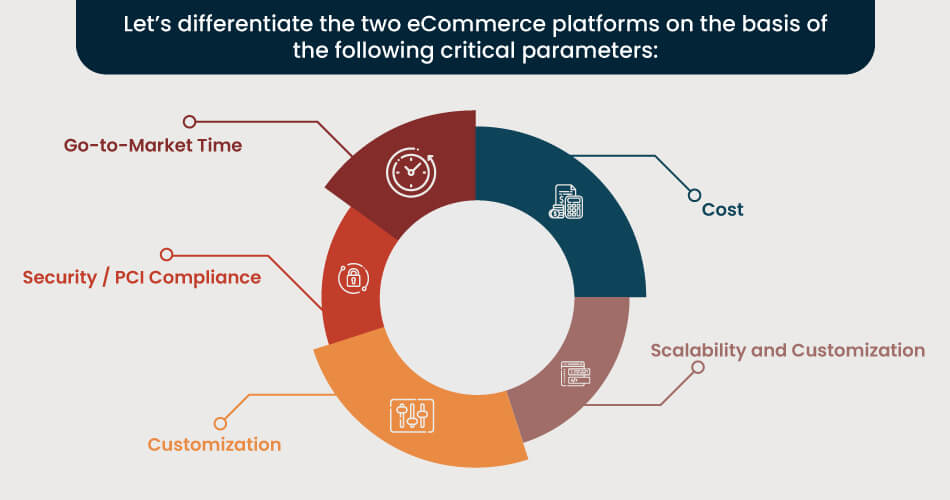 Let’s differentiate the two eCommerce platforms on the basis of
the following critical parameters:
Go-to-Market Time
Cost
Security / PCI Compliance
Scalability and Customization
Customization